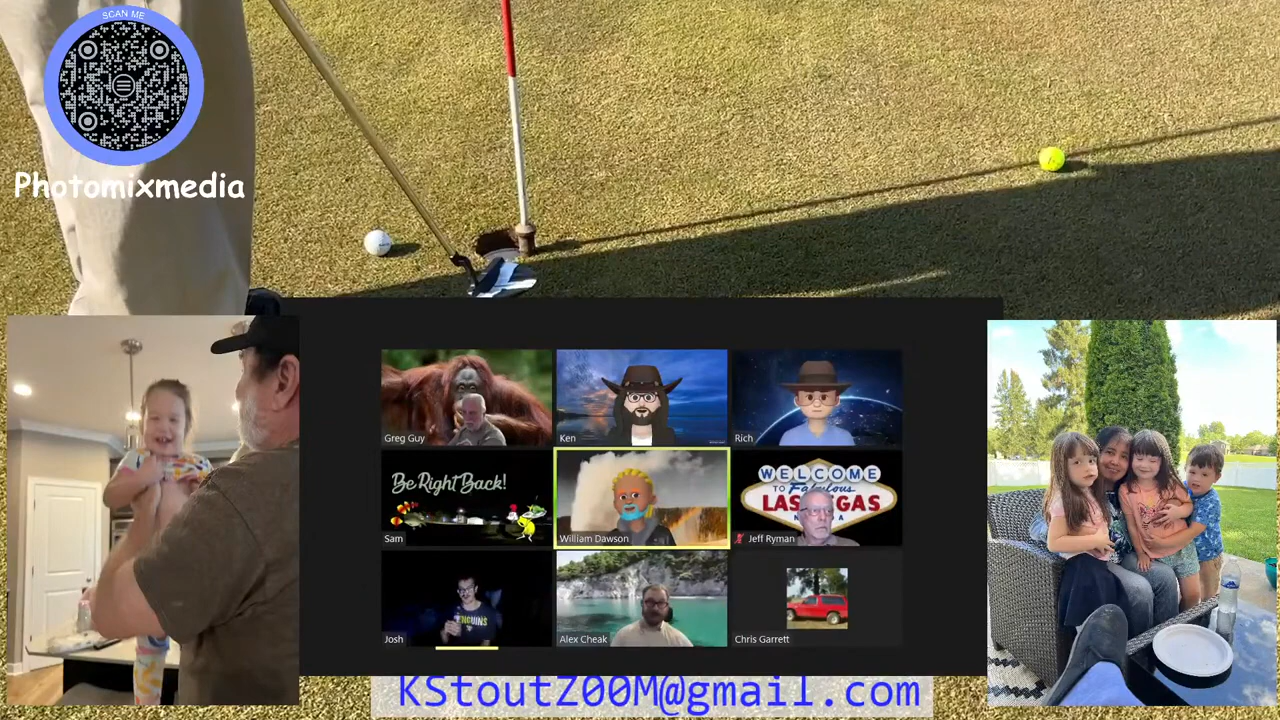 SCAN ME
Photomixmedia
Greg Guy
Ken
Rich
Be Right Back!
Sam
William Dawson
WELCOME
TO Fabulous
LAS VEGAS
Jeff Ryman
Josh
Alex Cheak
Chris Garrett
KStoutZ00M@gmail.com